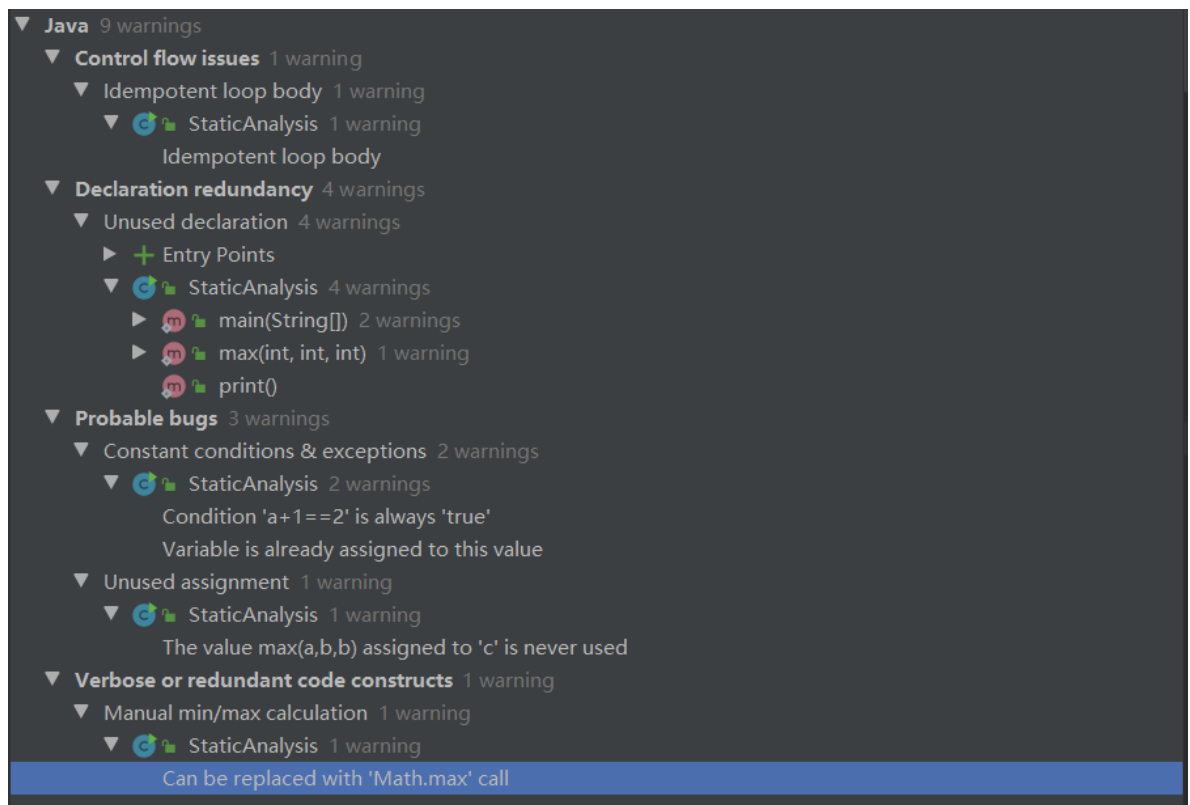 Java 9 warnings
Control flow issues 1 warning
Idempotent loop body 1 warning
StaticAnalysis 1 warning
Idempotent loop body
Declaration redundancy 4 warnings
Unused declaration 4 warnings
Entry Points
StaticAnalysis 4 warnings
main(String[]) 2 warnings
max(int, int, int) 1 warning
print()
Probable bugs 3 warnings
Constant conditions & exceptions 2 warnings
StaticAnalysis 2 warnings
Condition 'a+1==2' is always 'true'
Variable is already assigned to this value
Unused assignment 1 warning
StaticAnalysis 1 warning
The value max(a,b,b) assigned to 'c' is never used
Verbose or redundant code constructs 1 warning
Manual min/max calculation 1 warning
StaticAnalysis 1 warning
Can be replaced with 'Math.max' call